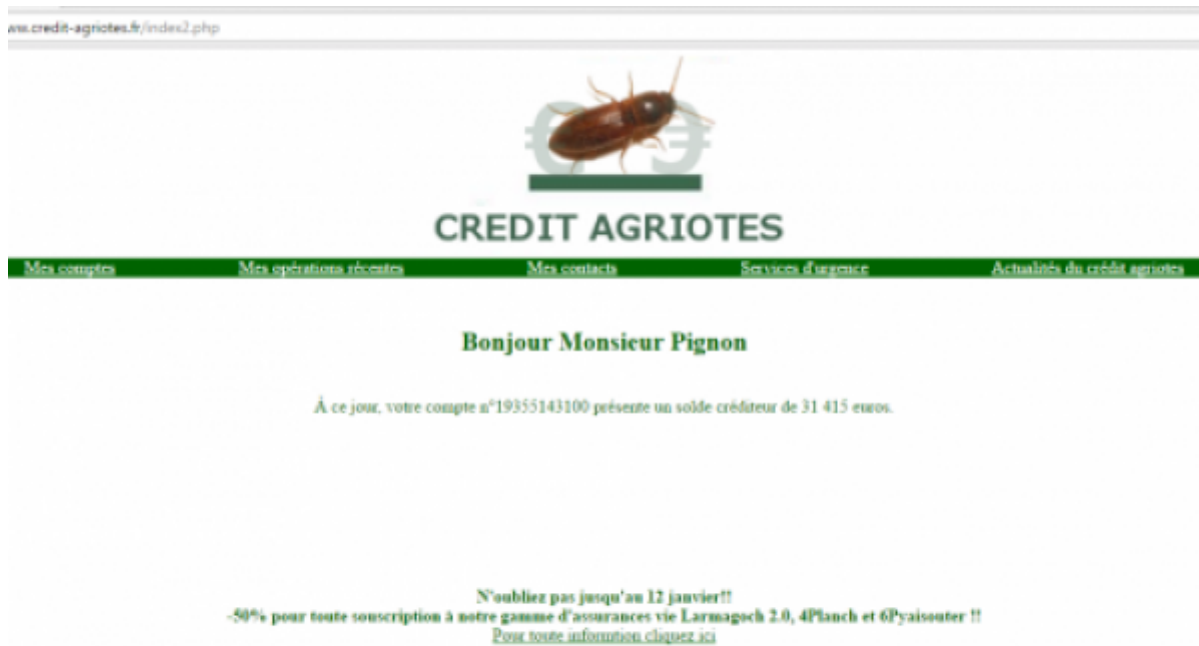 ww.credit-agriotes.fr/index2.php
CREDIT AGRIOTES
Mes comptes Mes opérations récentes Mes contacts Services d'urgence Actualités du crédit agriotes
Bonjour Monsieur Pignon
À ce jour, votre compte n°19355143100 présente un solde créditeur de 31 415 euros.
N'oubliez pas jusqu'au 12 janvier!!
-50% pour toute souscription à notre gamme d'assurances vie Larmagoch 2.0, 4Planch et 6Pyaisouter !!
Pour toute information cliquez ici